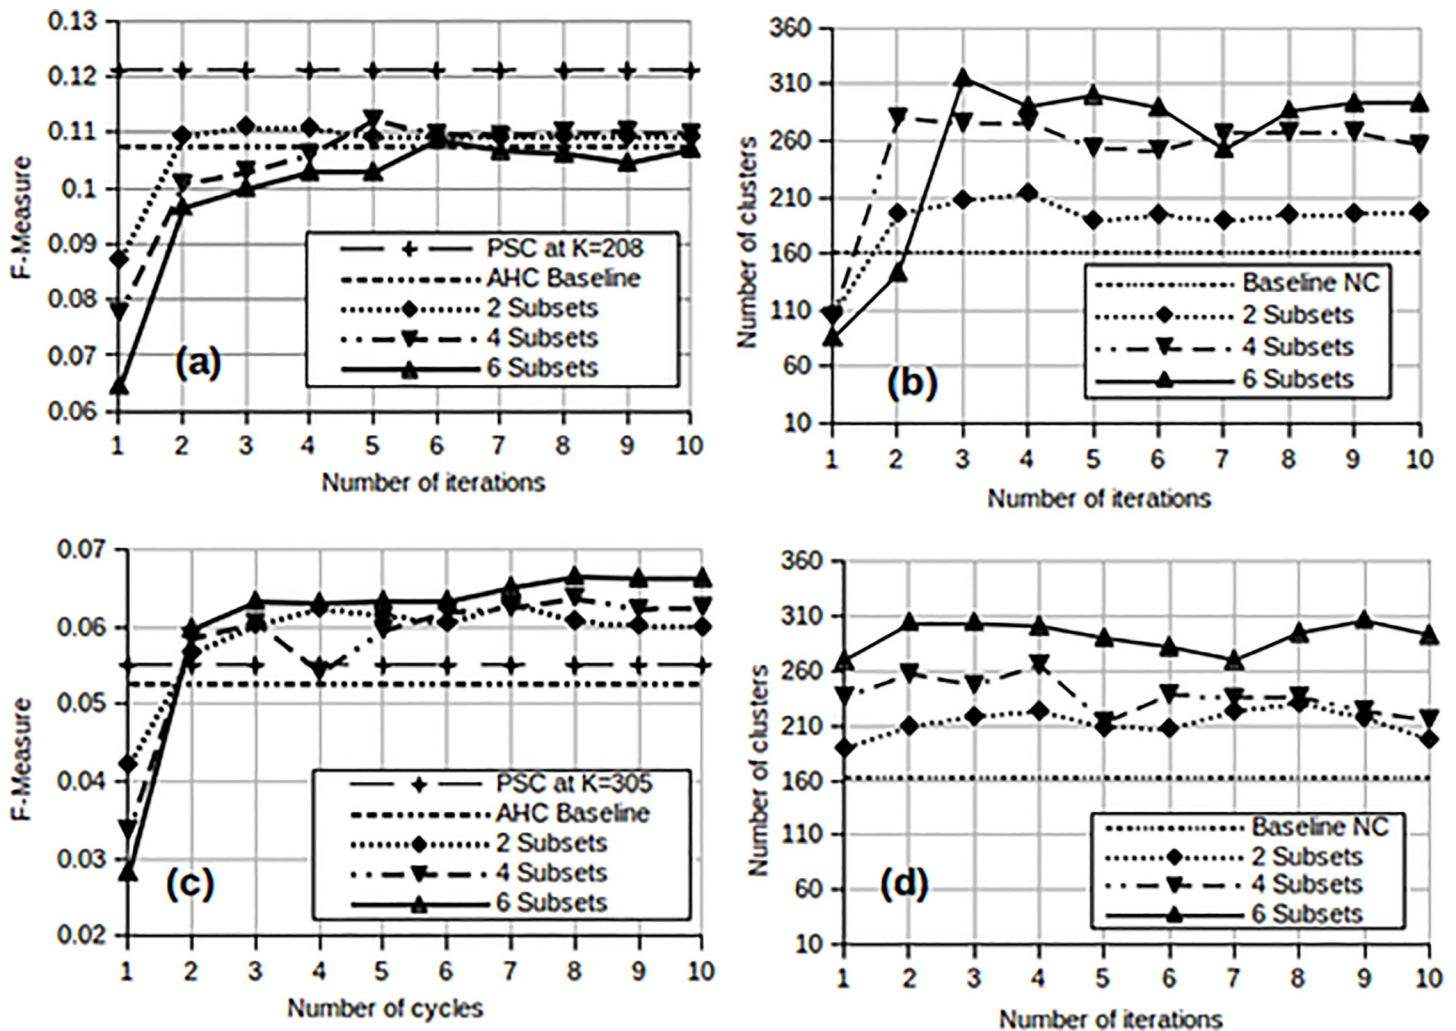 0.13
0.12
0.11
0.1
0.09
0.08
0.07
0.06
F-Measure
PSC at K=208
AHC Baseline
2 Subsets
4 Subsets
6 Subsets
(a)
1 2 3 4 5 6 7 8 9 10
Number of iterations
360
310
260
210
160
110
60
10
Number of clusters
Baseline NC
2 Subsets
4 Subsets
6 Subsets
(b)
1 2 3 4 5 6 7 8 9 10
Number of iterations
0.07
0.06
0.05
0.04
0.03
0.02
F-Measure
PSC at K=305
AHC Baseline
2 Subsets
4 Subsets
6 Subsets
(c)
1 2 3 4 5 6 7 8 9 10
Number of cycles
360
310
260
210
160
110
60
10
Number of clusters
Baseline NC
2 Subsets
4 Subsets
6 Subsets
(d)
1 2 3 4 5 6 7 8 9 10
Number of iterations